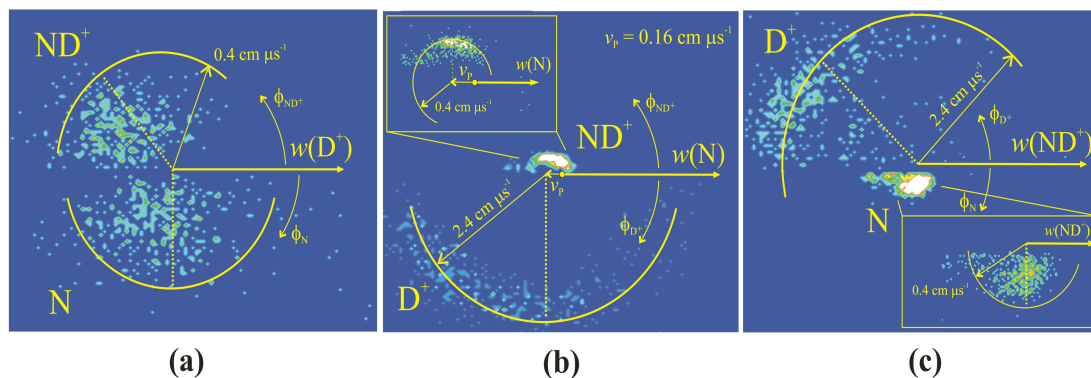 ND⁺
0.4 cm μs⁻¹
ϕND⁺
w(D⁺)
ϕN
N
(a)
vP
w(N)
0.4 cm μs⁻¹
vP = 0.16 cm μs⁻¹
ϕND⁺
ND⁺
w(N)
vP
2.4 cm μs⁻¹
ϕD⁺
D⁺
(b)
D⁺
2.4 cm μs⁻¹
ϕD⁺
w(ND⁺)
ϕN
N
w(ND⁺)
0.4 cm μs⁻¹
(c)